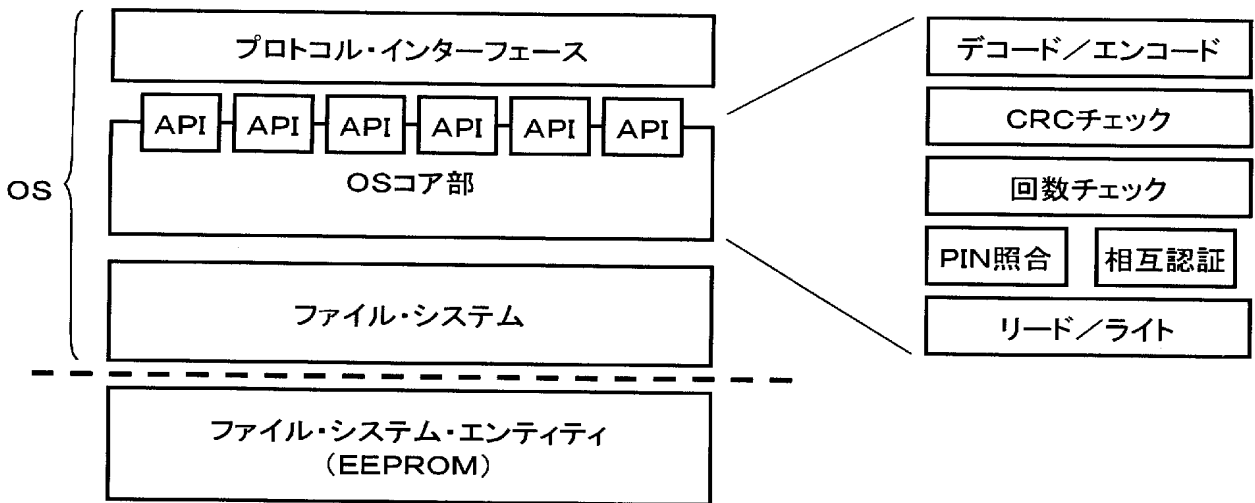 プロトコル・インターフェース
API API API API API API
OSコア部
OS
ファイル・システム
ファイル・システム・エンティティ
(EEPROM)
デコード/エンコード
CRCチェック
回数チェック
PIN照合 相互認証
リード/ライト